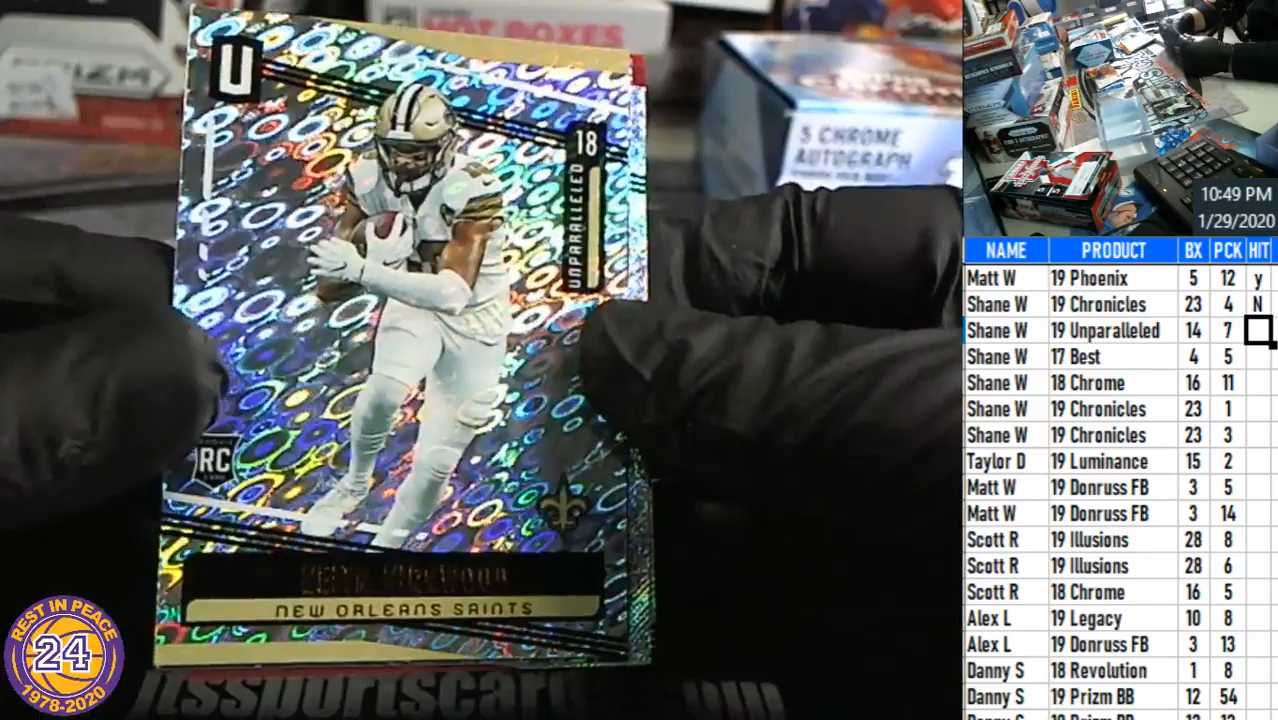 HOT BOXES
PRIZM
U
18
UNPARALLELED
5 CHROME
AUTOGRAPH
RC
NEW ORLEANS SAINTS
REST IN PEACE
24
1978-2020
10:49 PM
1/29/2020
NAME PRODUCT BX PCK HIT
Matt W 19 Phoenix 5 12 y
Shane W 19 Chronicles 23 4 N
Shane W 19 Unparalleled 14 7
Shane W 17 Best 4 5
Shane W 18 Chrome 16 11
Shane W 19 Chronicles 23 1
Shane W 19 Chronicles 23 3
Taylor D 19 Luminance 15 2
Matt W 19 Donruss FB 3 5
Matt W 19 Donruss FB 3 14
Scott R 19 Illusions 28 8
Scott R 19 Illusions 28 6
Scott R 18 Chrome 16 5
Alex L 19 Legacy 10 8
Alex L 19 Donruss FB 3 13
Danny S 18 Revolution 1 8
Danny S 19 Prizm BB 12 54